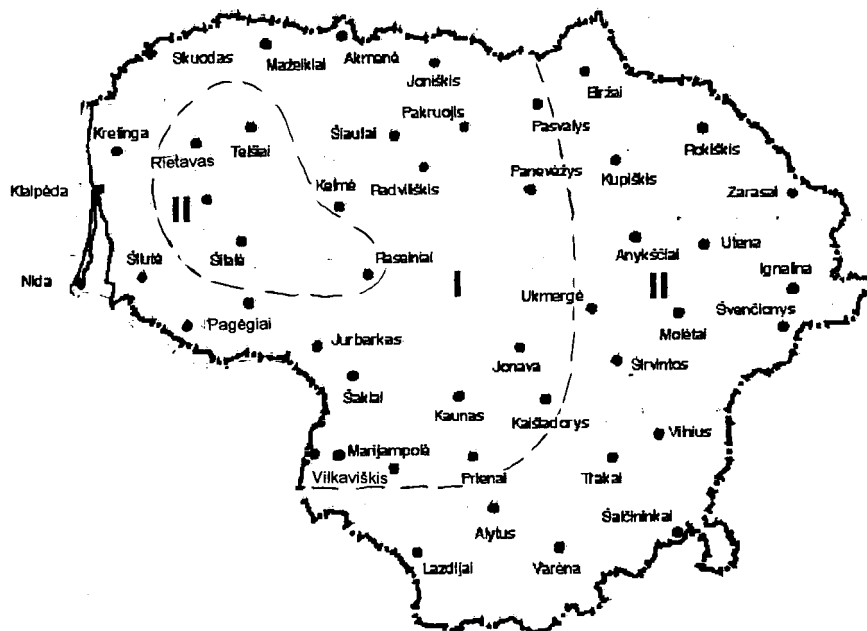 Skuodas
Mažeikiai
Akmenė
Joniškis
Biržai
Pakruojis
Pasvalys
Kretinga
Rietavas
Telšiai
Šiauliai
Rokiškis
Klaipėda
Kelmė
Radviliškis
Panevėžys
Kupiškis
Zarasai
II
Šilutė
Šilalė
Raseiniai
Anykščiai
Utena
Nida
I
II
Ignalina
Ukmergė
Švenčionys
Pagėgiai
Molėtai
Jurbarkas
Jonava
Širvintos
Šakiai
Kaunas
Kaišiadorys
Vilnius
Marijampolė
Vilkaviškis
Prienai
Trakai
Alytus
Šalčininkai
Lazdijai
Varėna